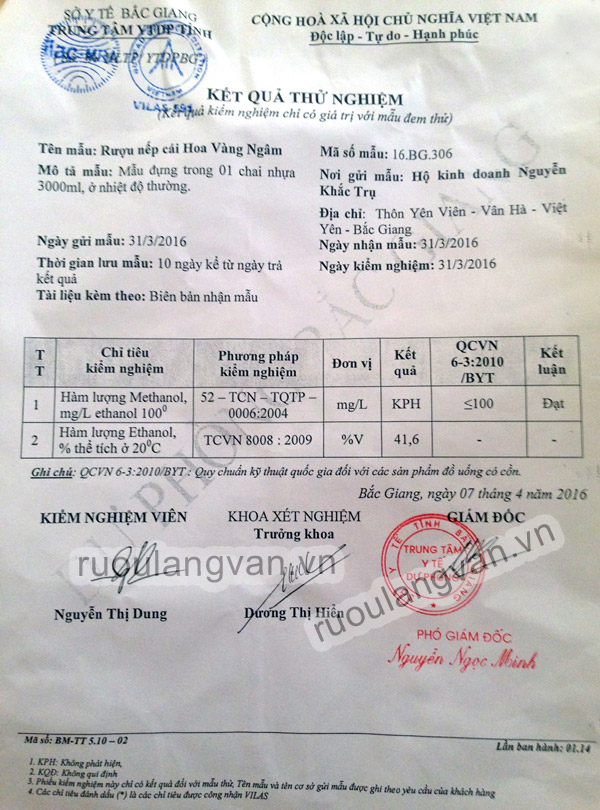 SỞ Y TẾ BẮC GIANG
TRUNG TÂM YTDP TỈNH
CỘNG HOÀ XÃ HỘI CHỦ NGHĨA VIỆT NAM
Độc lập - Tự do - Hạnh phúc
VILAS 591
KẾT QUẢ THỬ NGHIỆM
(Kết quả kiểm nghiệm chỉ có giá trị với mẫu đem thử)
Tên mẫu: Rượu nếp cái Hoa Vàng Ngâm
Mã số mẫu: 16.BG.306
Mô tả mẫu: Mẫu đựng trong 01 chai nhựa
3000ml, ở nhiệt độ thường.
Nơi gửi mẫu: Hộ kinh doanh Nguyễn
Khắc Trụ
Địa chỉ: Thôn Yên Viên - Vân Hà - Việt
Yên - Bắc Giang
Ngày gửi mẫu: 31/3/2016
Ngày nhận mẫu: 31/3/2016
Thời gian lưu mẫu: 10 ngày kể từ ngày trả
kết quả
Ngày kiểm nghiệm: 31/3/2016
Tài liệu kèm theo: Biên bản nhận mẫu
T T Chỉ tiêu kiểm nghiệm Phương pháp kiểm nghiệm Đơn vị Kết quả QCVN 6-3:2010 /BYT Kết luận
1 Hàm lượng Methanol, mg/L ethanol 100⁰ 52 – TCN – TQTP – 0006:2004 mg/L KPH ≤100 Đạt
2 Hàm lượng Ethanol, % thể tích ở 20⁰C TCVN 8008 : 2009 %V 41,6 - -
Ghi chú: QCVN 6-3:2010/BYT : Quy chuẩn kỹ thuật quốc gia đối với các sản phẩm đồ uống có cồn.
Bắc Giang, ngày 07 tháng 4 năm 2016
KIỂM NGHIỆM VIÊN
KHOA XÉT NGHIỆM
Trưởng khoa
GIÁM ĐỐC
TRUNG TÂM
Y TẾ
DỰ PHÒNG
ruoulangvan.vn
ruoulangvan.vn
Nguyễn Thị Dung
Dương Thị Hiển
PHÓ GIÁM ĐỐC
Nguyễn Ngọc Minh
Mã số: BM-TT 5.10 – 02
Lần ban hành: 01.14
1. KPH: Không phát hiện,
2. KQĐ: Không quí định
3. Phiếu kiểm nghiệm này chỉ có kết quả đối với mẫu thử, Tên mẫu và tên cơ sở gửi mẫu được ghi theo yêu cầu của khách hàng
4. Các chỉ tiêu đánh dấu (*) là các chỉ tiêu được công nhận VILAS